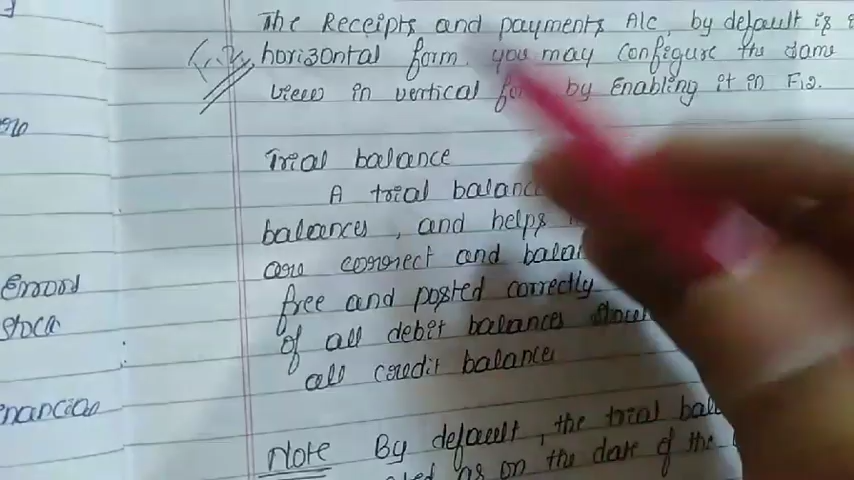 The Receipts and payments A/c, by default is
horizontal form. you may configure the same
view in vertical by Enabling it in F12.
Trial balance
A trial balance
balances, and helps
are correct and balan
free and posted correctly
of all debit balances
all credit balance
Note By default, the trial bal
as on the date of the
Errors
Stock